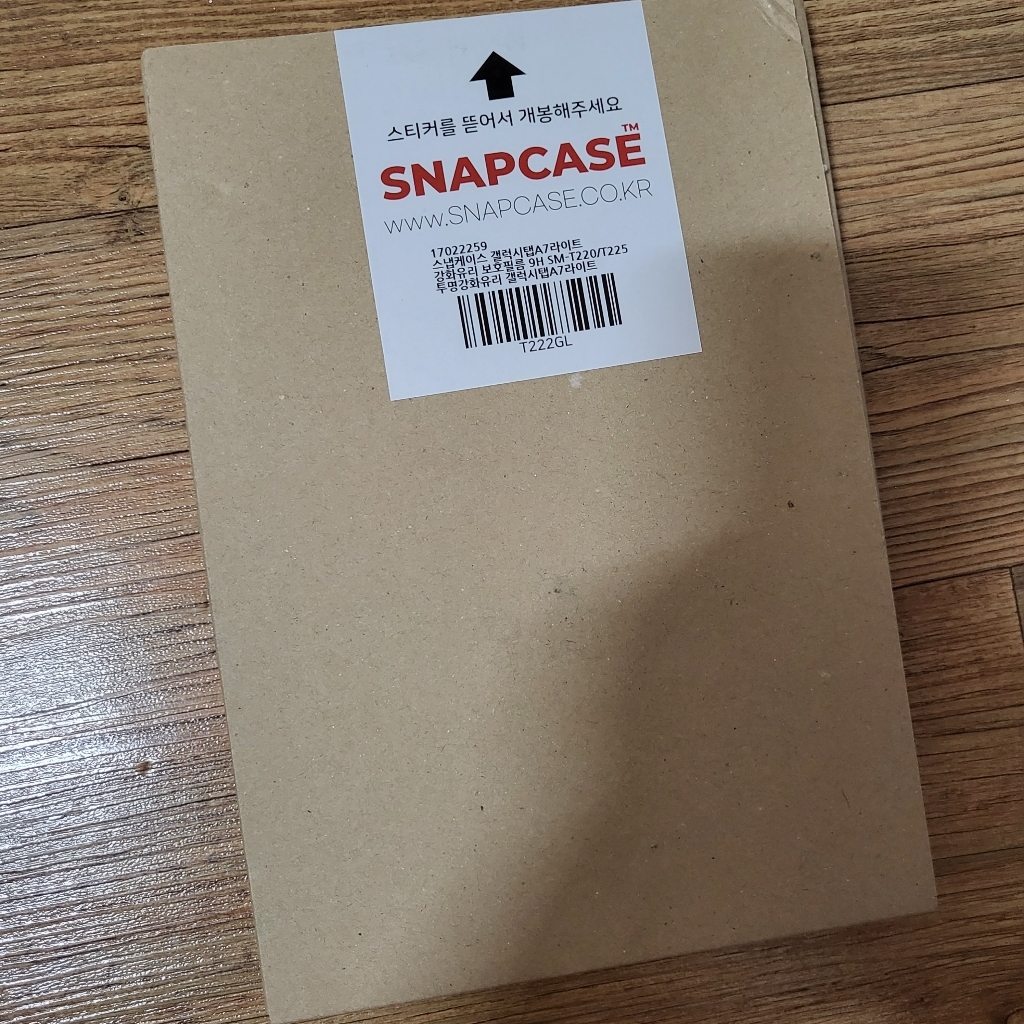 스티커를 뜯어서 개봉해주세요
SNAPCASE™
WWW.SNAPCASE.CO.KR
17022259
스냅케이스 갤럭시탭A7라이트
강화유리 보호필름 9H SM-T220/T225
투명강화유리 갤럭시탭A7라이트
T222GL